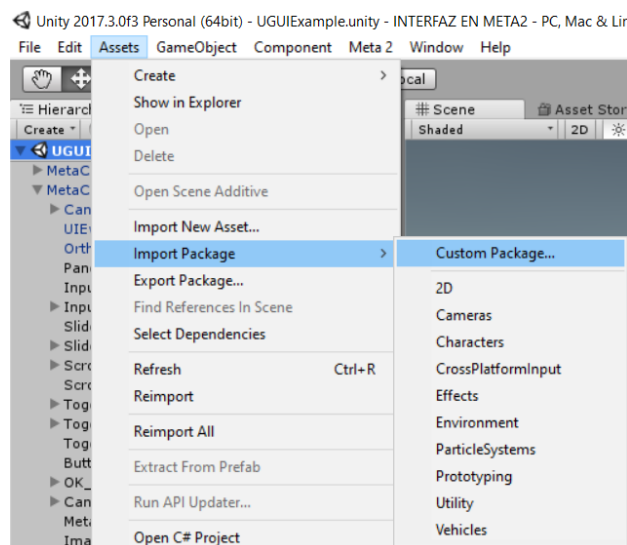 Unity 2017.3.0f3 Personal (64bit) - UGUIExample.unity - INTERFAZ EN META2 - PC, Mac & Li
File Edit Assets GameObject Component Meta 2 Window Help
Create
Show in Explorer
Open
Delete
Open Scene Additive
Import New Asset...
Import Package
Export Package...
Find References In Scene
Select Dependencies
Refresh Ctrl+R
Reimport
Reimport All
Extract From Prefab
Run API Updater...
Open C# Project
Custom Package...
2D
Cameras
Characters
CrossPlatformInput
Effects
Environment
ParticleSystems
Prototyping
Utility
Vehicles
ocal
# Scene Asset Stor
Shaded 2D
Hierarch
Create
UGUI
MetaC
MetaC
Can
UIE
Orth
Pan
Inpu
Inpu
Slid
Slid
Scro
Scro
Tog
Tog
Tog
Butt
OK_
Can
Met
Ima